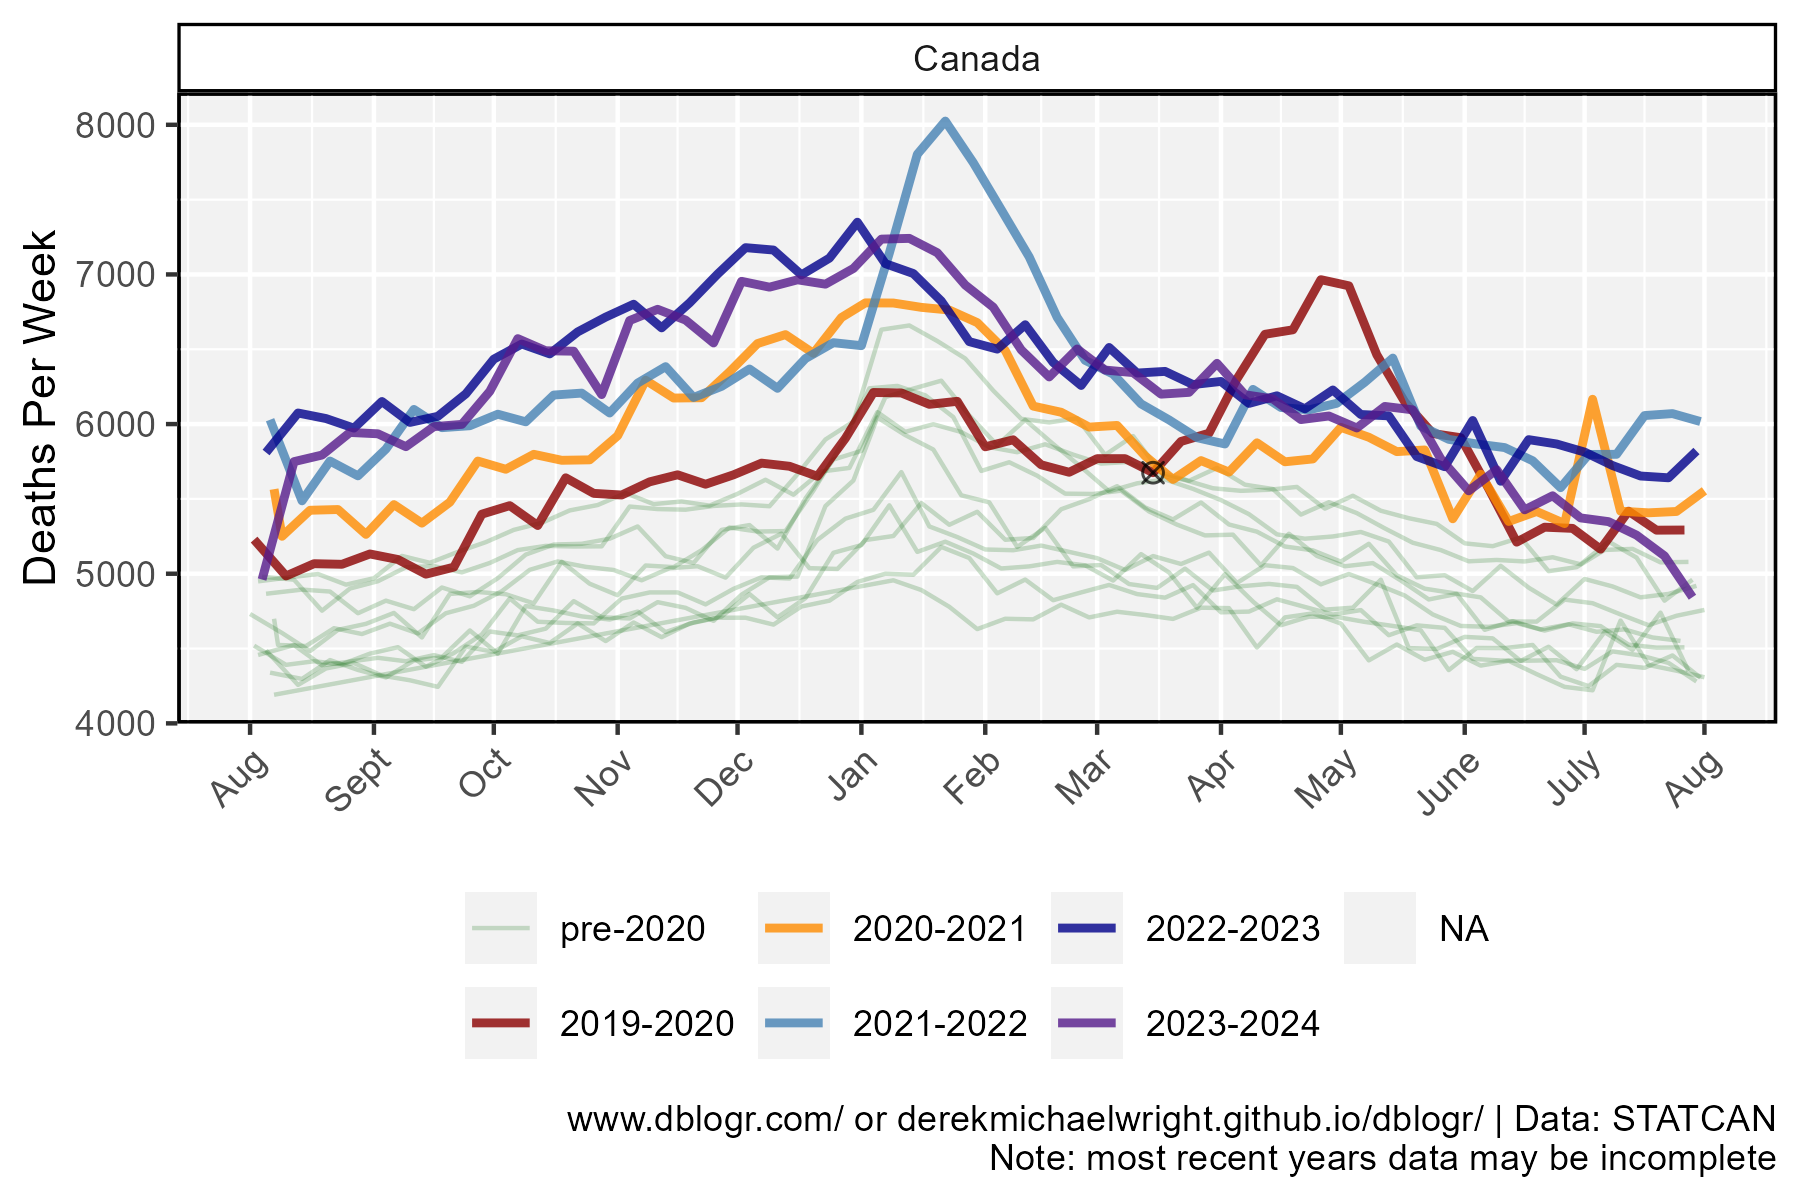 Canada
Deaths Per Week
8000
7000
6000
5000
4000
Aug
Sept
Oct
Nov
Dec
Jan
Feb
Mar
Apr
May
June
July
Aug
pre-2020
2020-2021
2022-2023
NA
2019-2020
2021-2022
2023-2024
www.dblogr.com/ or derekmichaelwright.github.io/dblogr/ | Data: STATCAN
Note: most recent years data may be incomplete